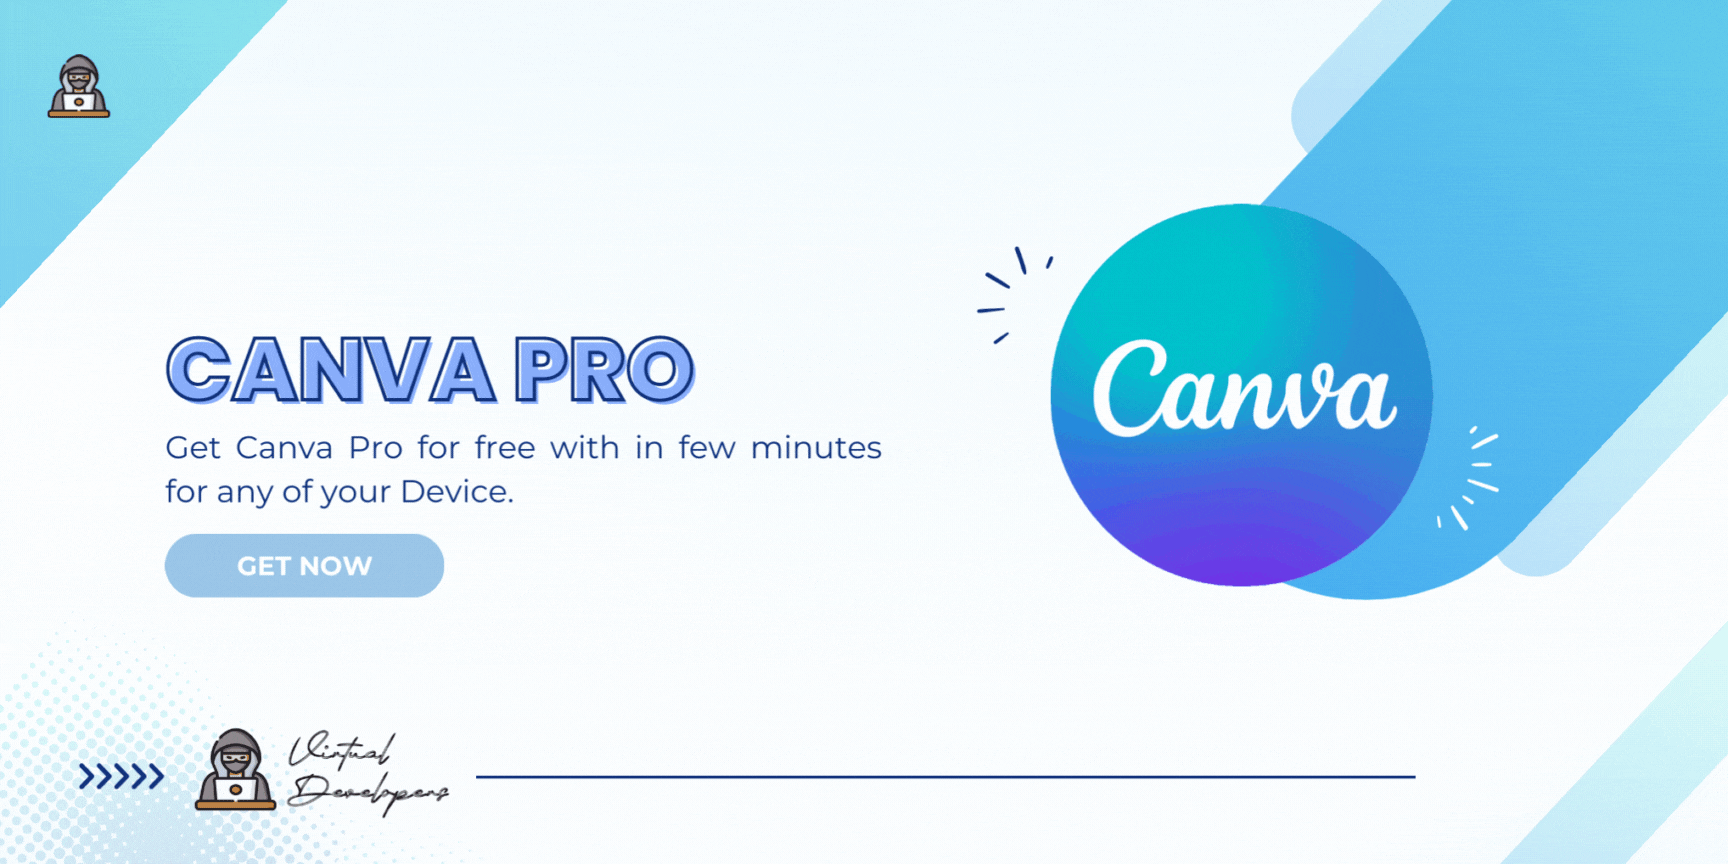 CANVA PRO
Get Canva Pro for free with in few minutes
for any of your Device.
GET NOW
Canva
Virtual
Developers